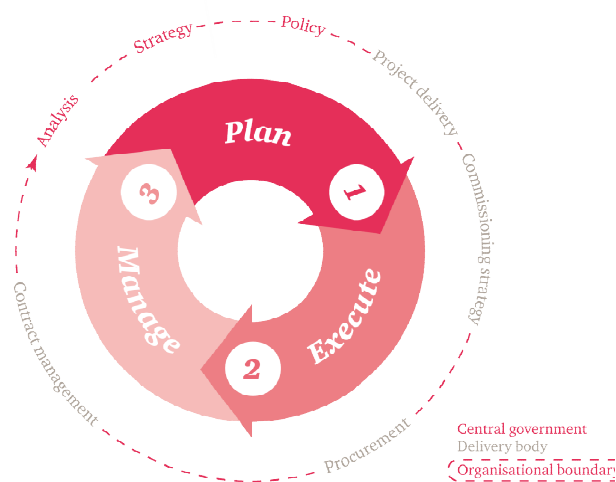 Analysis
Strategy
Policy
Project delivery
Commissioning strategy
Procurement
Contract management
Plan
1
Execute
2
Manage
3
Central government
Delivery body
Organisational boundary